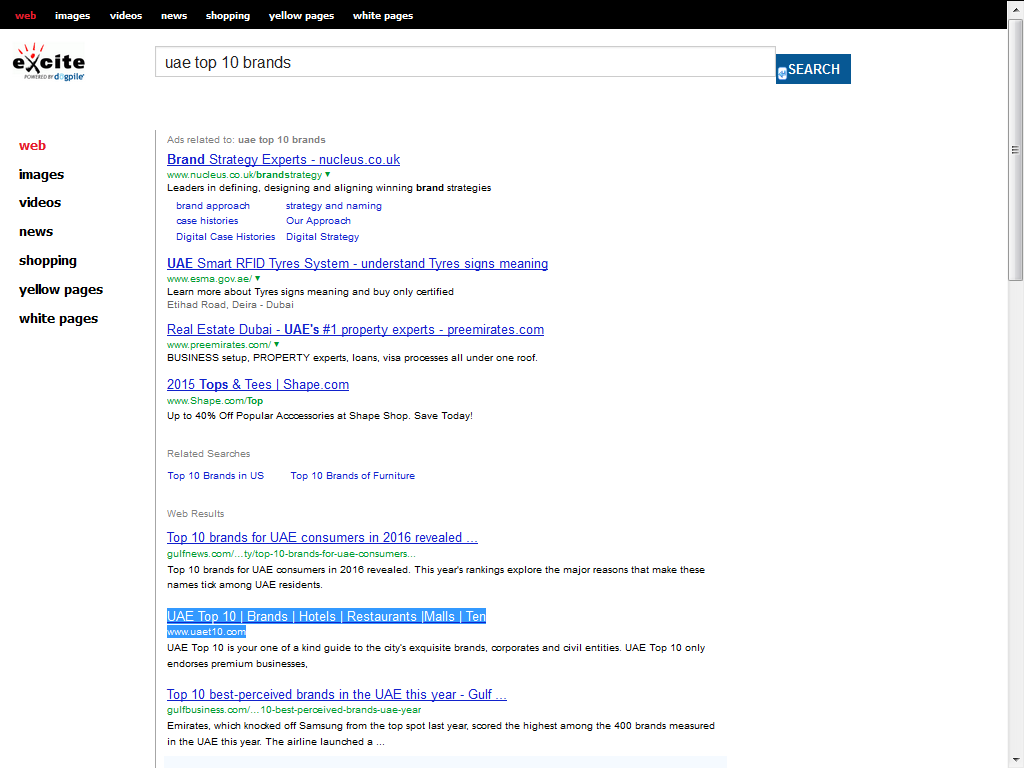 web images videos news shopping yellow pages white pages
excite
POWERED BY dogpile
uae top 10 brands
SEARCH
web
images
videos
news
shopping
yellow pages
white pages
Ads related to: uae top 10 brands
Brand Strategy Experts - nucleus.co.uk
www.nucleus.co.uk/brandstrategy ▼
Leaders in defining, designing and aligning winning brand strategies
brand approach strategy and naming
case histories Our Approach
Digital Case Histories Digital Strategy
UAE Smart RFID Tyres System - understand Tyres signs meaning
www.esma.gov.ae/ ▼
Learn more about Tyres signs meaning and buy only certified
Etihad Road, Deira - Dubai
Real Estate Dubai - UAE's #1 property experts - preemirates.com
www.preemirates.com/ ▼
BUSINESS setup, PROPERTY experts, loans, visa processes all under one roof.
2015 Tops & Tees | Shape.com
www.Shape.com/Top
Up to 40% Off Popular Acccessories at Shape Shop. Save Today!
Related Searches
Top 10 Brands in US Top 10 Brands of Furniture
Web Results
Top 10 brands for UAE consumers in 2016 revealed ...
gulfnews.com/...ty/top-10-brands-for-uae-consumers...
Top 10 brands for UAE consumers in 2016 revealed. This year's rankings explore the major reasons that make these
names tick among UAE residents.
UAE Top 10 | Brands | Hotels | Restaurants |Malls | Ten
www.uaet10.com
UAE Top 10 is your one of a kind guide to the city's exquisite brands, corporates and civil entities. UAE Top 10 only
endorses premium businesses,
Top 10 best-perceived brands in the UAE this year - Gulf ...
gulfbusiness.com/...10-best-perceived-brands-uae-year
Emirates, which knocked off Samsung from the top spot last year, scored the highest among the 400 brands measured
in the UAE this year. The airline launched a ...